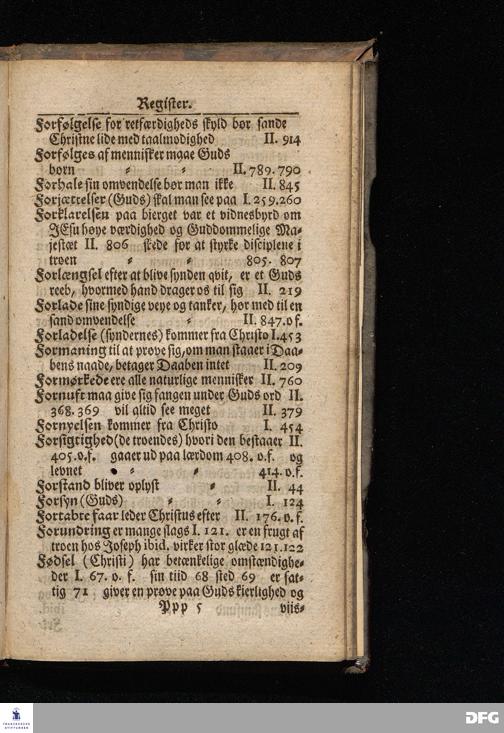 Register.
Forfølgelse for retfærdigheds skyld bør sande
Christne lide med taalmodighed II. 914
Forfølges af mennisker maae Guds
børn ⸗ ⸗ II. 789. 790
Forhale sin omvendelse bør man ikke II. 845
Forjættelser (Guds) skal man see paa I. 259.260
Forklarelsen paa bierget var et vidnesbyrd om
JEsu høye værdighed og Guddommelige Ma⸗
jestæt II. 806 skede for at styrke disciplene i
troen ⸗ ⸗ 805. 807
Forlængsel efter at blive synden qvit, er et Guds
reeb, hvormed hand drager os til sig II. 219
Forlade sine syndige veye og tanker, hør med til en
sand omvendelse ⸗ II. 847. o f.
Forladelse (syndernes) kommer fra Christo I. 453
Formaning til at prøve sig, om man staaer i Daa⸗
bens naade, betager Daaben intet II. 209
Formørkede ere alle naturlige mennisker II. 760
Fornuft maa give sig fangen under Guds ord II.
368. 369 vil altid see meget II. 379
Fornyelsen kommer fra Christo I. 454
Forsigtighed (de troendes) hvori den bestaaer II.
405. o. f. gaaer ud paa lærdom 408. o. f. og
levnet ⸗ ⸗ 414. o. f.
Forstand bliver oplyst ⸗ II. 44
Forsyn (Guds) ⸗ ⸗ I. 124
Fortabte faar leder Christus efter II. 176. o. f.
Forundring er mange slags I. 121. er en frugt af
troen hos Joseph ibid. virker stor glæde 121.122
Fødsel (Christi) har betænkelige omstændighe⸗
der I. 67. o. f. sin tiid 68 sted 69 er fat⸗
tig 71 giver en prøve paa Guds kierlighed og
Ppp 5 viis⸗
FRANCKESCHE
STIFTUNGEN
DFG